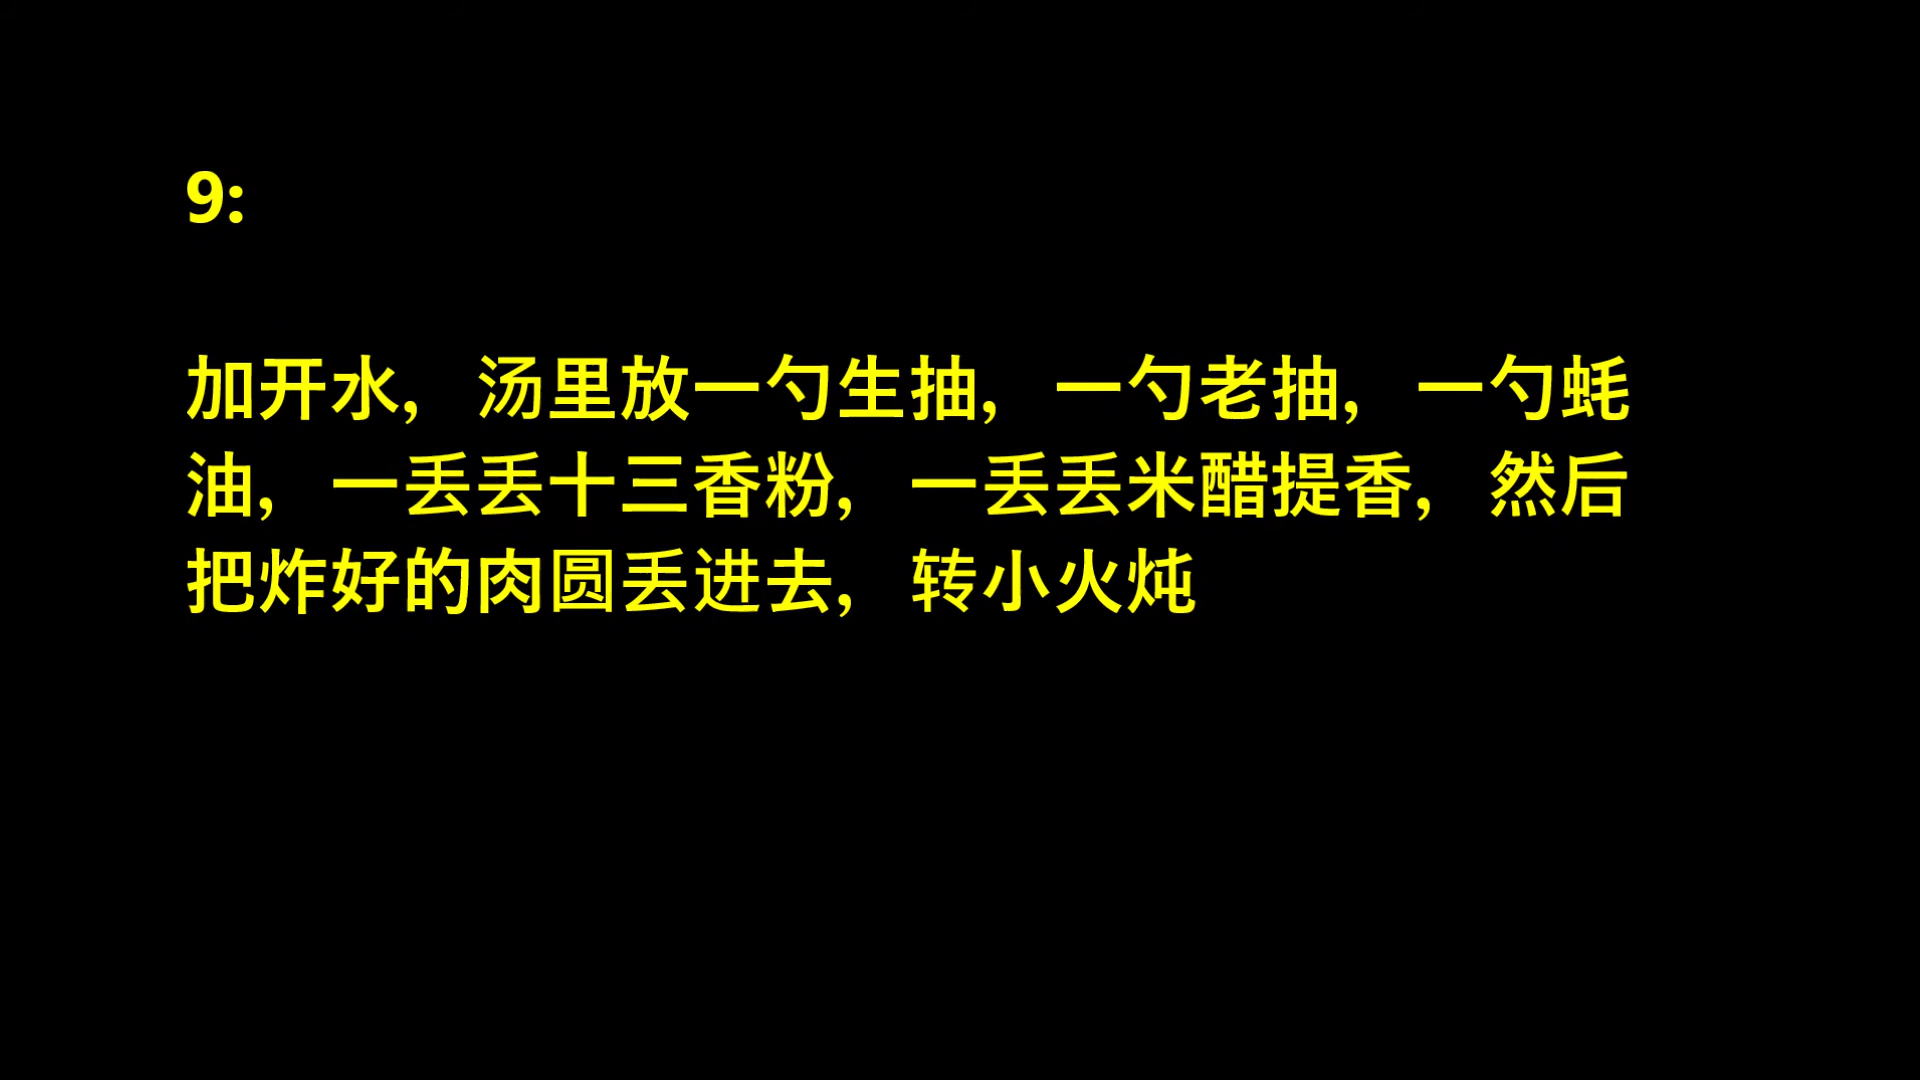 9:
加开水, 汤里放一勺生抽, 一勺老抽, 一勺蚝
油, 一丢丢十三香粉, 一丢丢米醋提香, 然后
把炸好的肉圆丢进去, 转小火炖